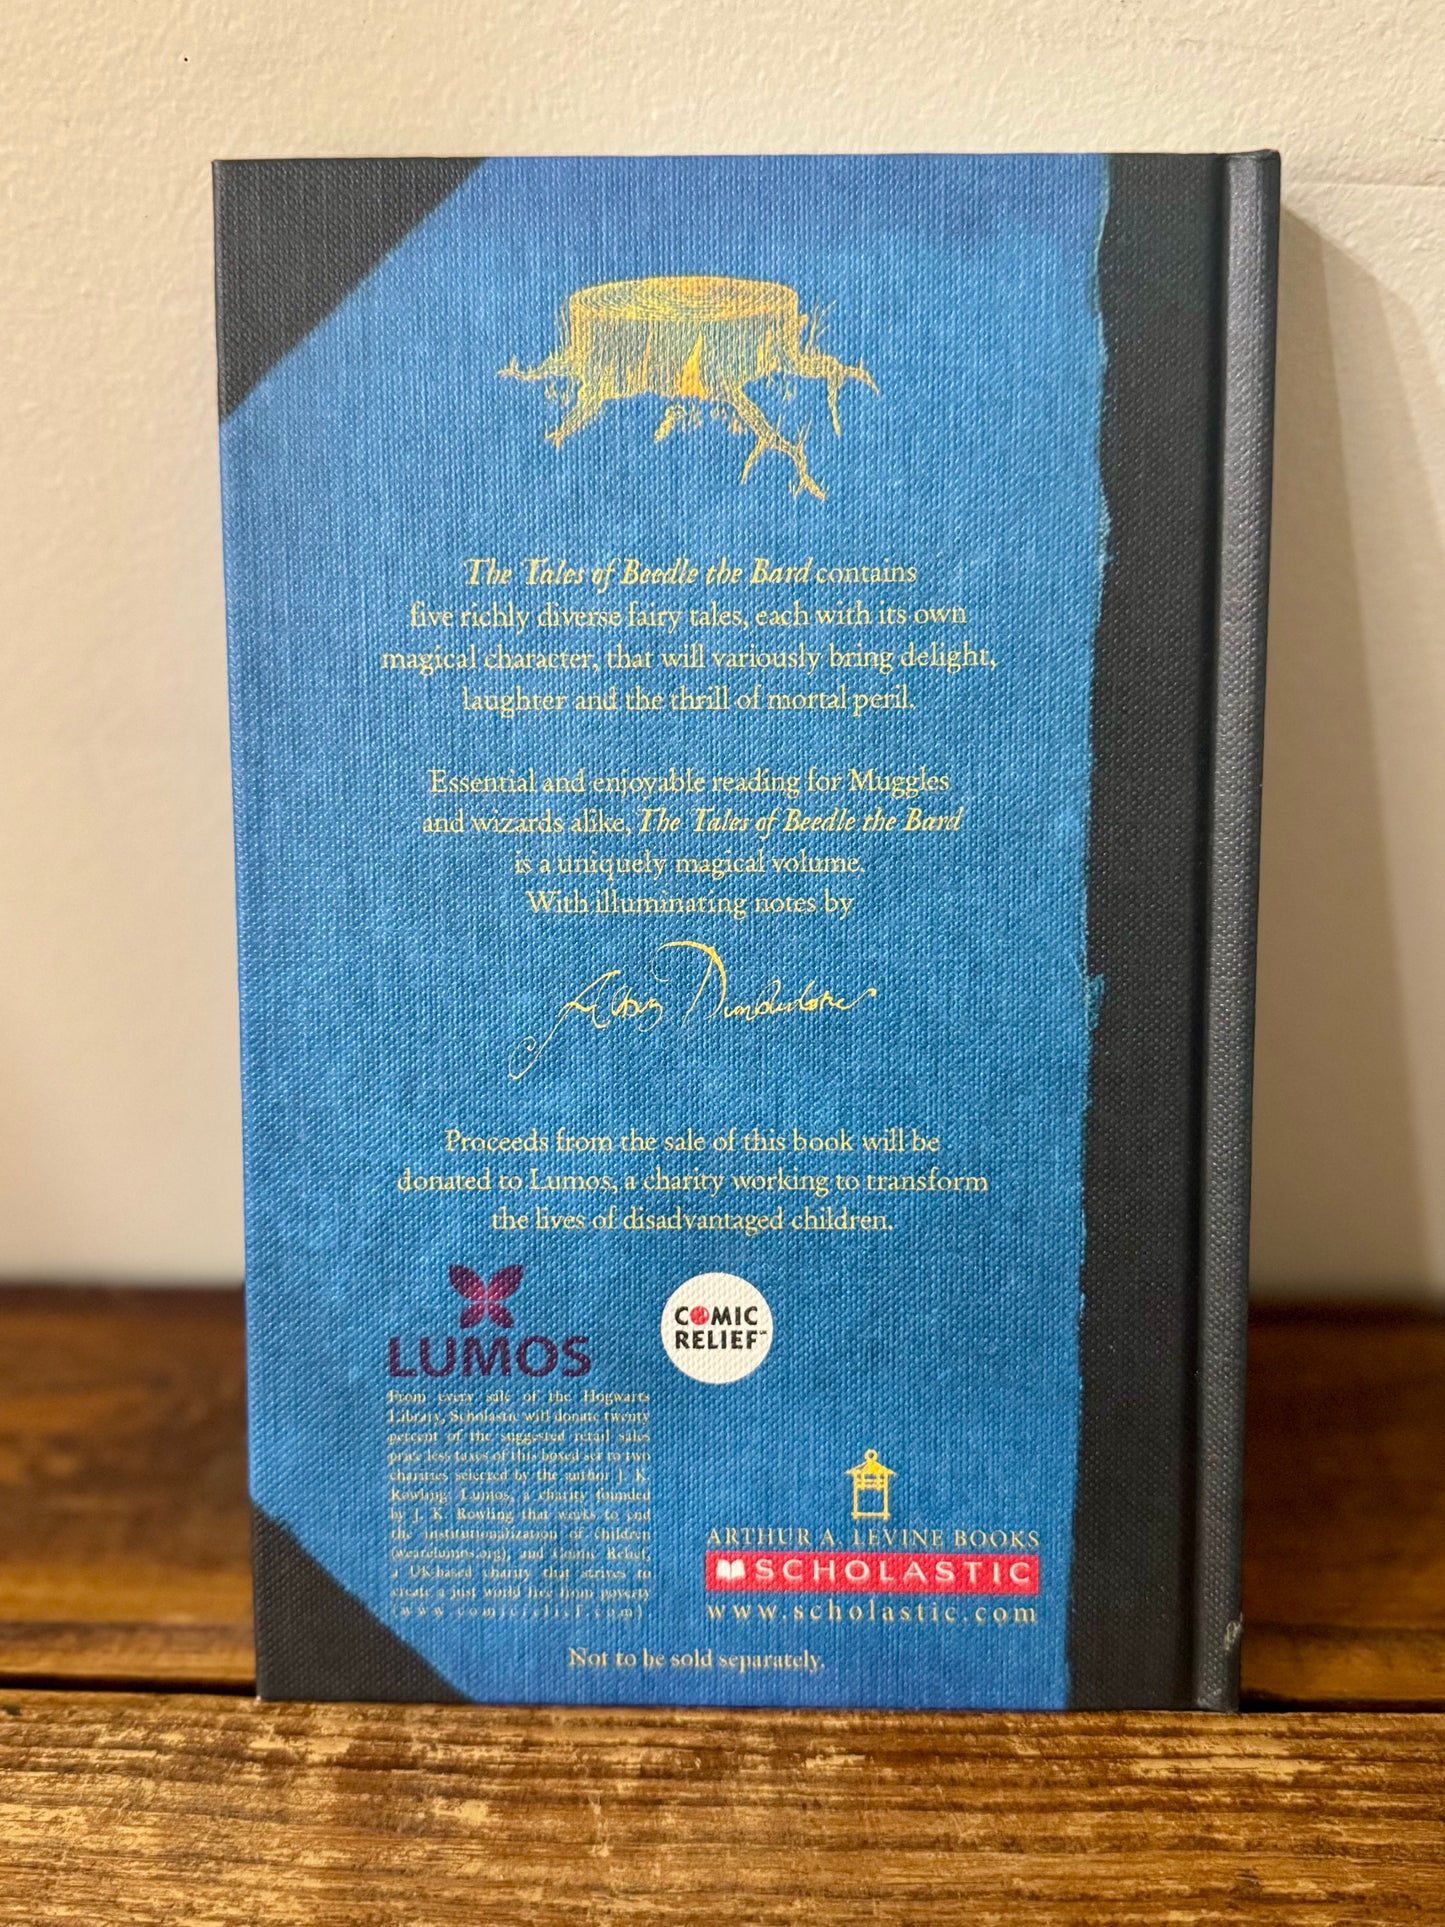 The Tales of Beedle the Bard contains
five richly diverse fairy tales, each with its own
magical character, that will variously bring delight,
laughter and the thrill of mortal peril.
Essential and enjoyable reading for Muggles
and wizards alike, The Tales of Beedle the Bard
is a uniquely magical volume.
With illuminating notes by
Albus Dumbledore
Proceeds from the sale of this book will be
donated to Lumos, a charity working to transform
the lives of disadvantaged children.
LUMOS
From every sale of the Hogwarts
Library, Scholastic will donate twenty
percent of the suggested retail sales
price less taxes of this boxed set to two
charities selected by the author J. K.
Rowling: Lumos, a charity founded
by J. K. Rowling that works to end
the institutionalization of children
(wearelumos.org), and Comic Relief,
a UK-based charity that strives to
create a just world free from poverty
(www.comicrelief.com)
COMIC
RELIEF
ARTHUR A. LEVINE BOOKS
SCHOLASTIC
www.scholastic.com
Not to be sold separately.